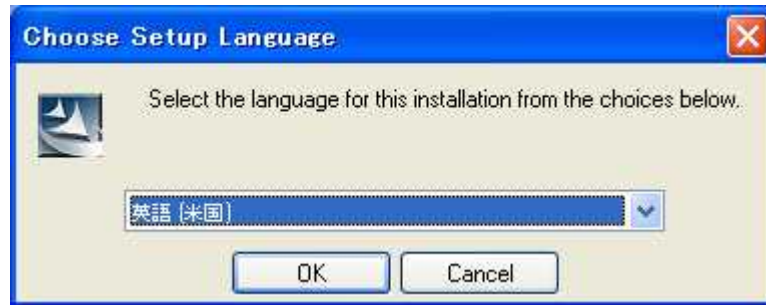 Choose Setup Language
Select the language for this installation from the choices below.
英語 (米国)
OK
Cancel